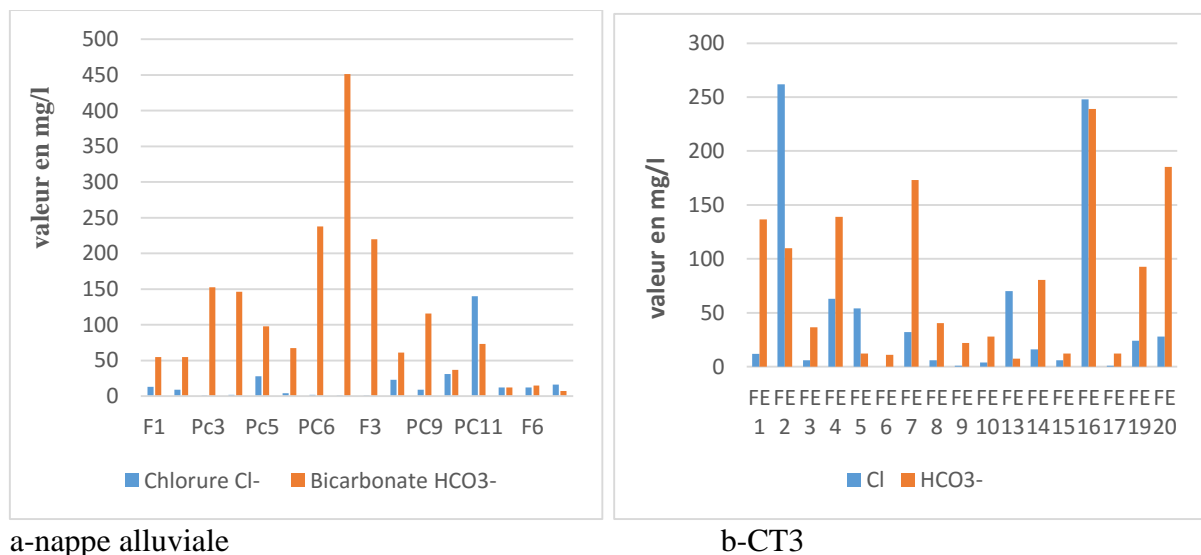 valeur en mg/l
500
450
400
350
300
250
200
150
100
50
0
F1 Pc3 Pc5 PC6 F3 PC9 PC11 F6
Chlorure Cl- Bicarbonate HCO3-
a-nappe alluviale
valeur en mg/l
300
250
200
150
100
50
0
FE FE FE FE FE FE FE FE FE FE FE FE FE FE FE FE FE
1 2 3 4 5 6 7 8 9 10 13 14 15 16 17 19 20
Cl HCO3-
b-CT3